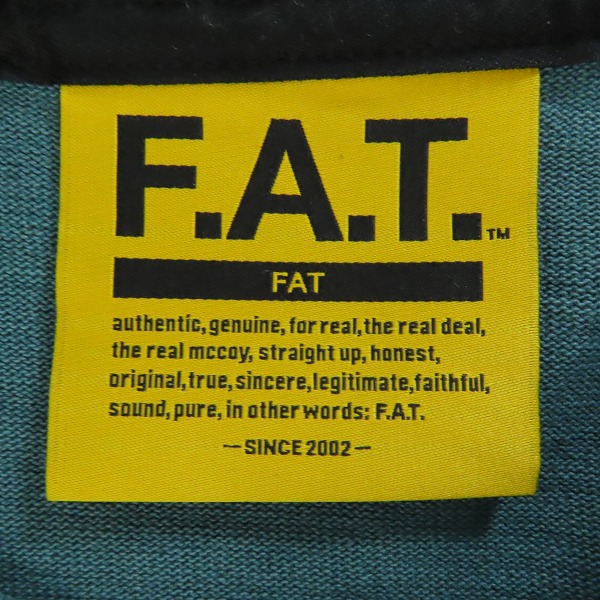 F.A.T.™
FAT
authentic, genuine, for real, the real deal,
the real mccoy, straight up, honest,
original, true, sincere, legitimate, faithful,
sound, pure, in other words: F.A.T.
—SINCE 2002—